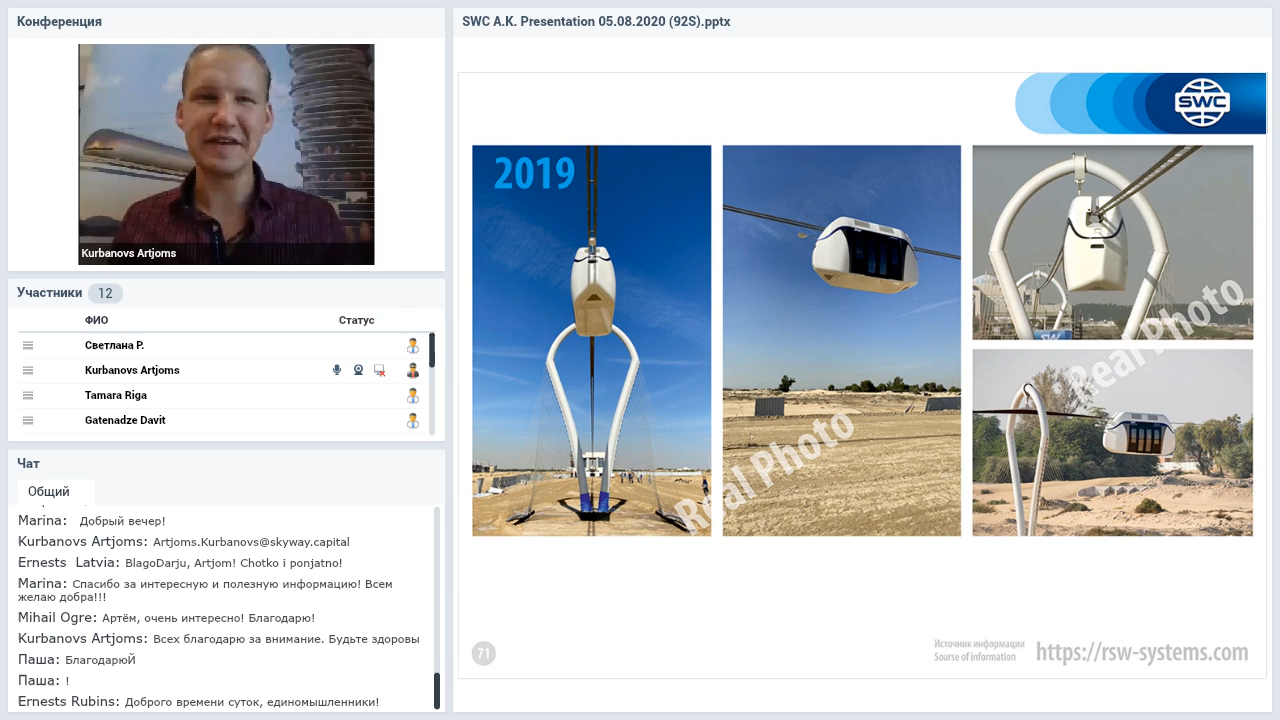 Конференция
Kurbanovs Artjoms
Участники 12
ФИО Статус
Светлана Р.
Kurbanovs Artjoms
Tamara Riga
Gatenadze Davit
Чат
Общий
Marina: Добрый вечер!
Kurbanovs Artjoms: Artjoms.Kurbanovs@skyway.capital
Ernests Latvia: BlagoDarju, Artjom! Chotko i ponjatno!
Marina: Спасибо за интересную и полезную информацию! Всем
желаю добра!!!
Mihail Ogre: Артём, очень интересно! Благодарю!
Kurbanovs Artjoms: Всех благодарю за внимание. Будьте здоровы
Паша: БлагодарюЙ
Паша: !
Ernests Rubins: Доброго времени суток, единомышленники!
SWC A.K. Presentation 05.08.2020 (92S).pptx
SWC
2019
Real Photo
Real Photo
71
Источник информации
Sourse of information
https://rsw-systems.com